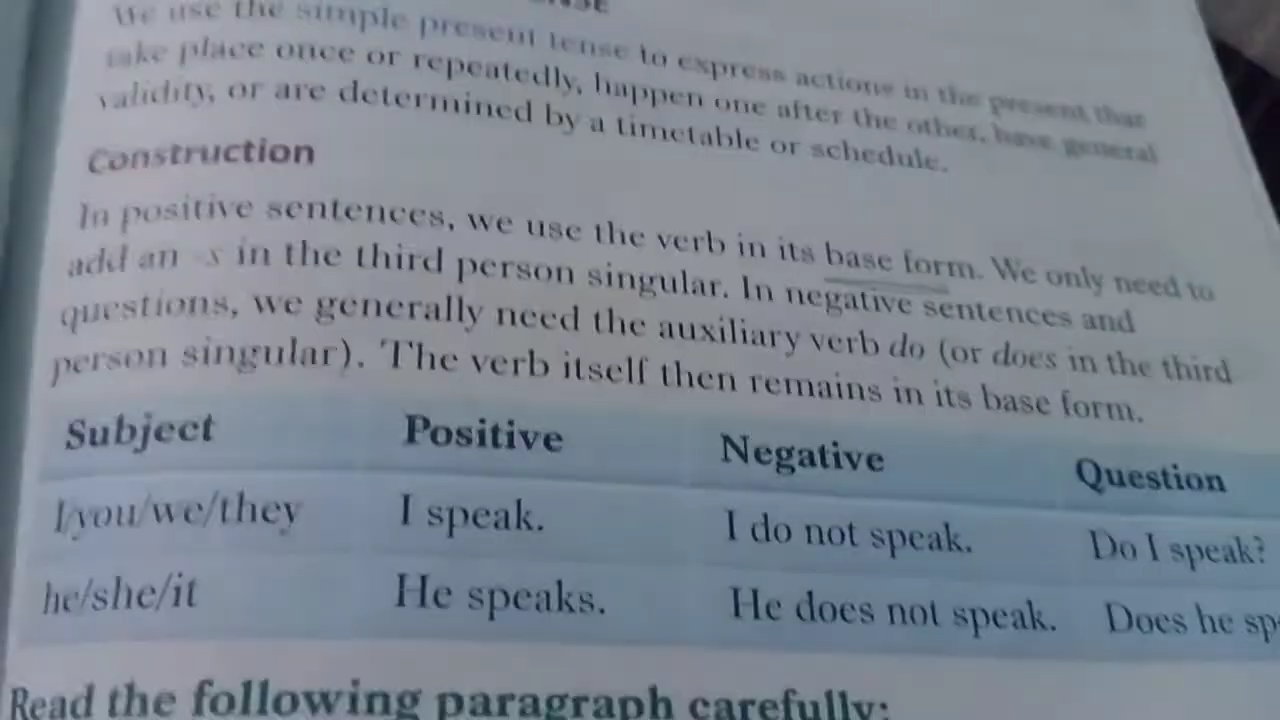 We use the simple present tense to express actions in the present that
take place once or repeatedly, happen one after the other, have general
validity, or are determined by a timetable or schedule.
Construction
In positive sentences, we use the verb in its base form. We only need to
add an -s in the third person singular. In negative sentences and
questions, we generally need the auxiliary verb do (or does in the third
person singular). The verb itself then remains in its base form.
Subject Positive Negative Question
I/you/we/they I speak. I do not speak. Do I speak?
he/she/it He speaks. He does not speak. Does he sp
Read the following paragraph carefully: